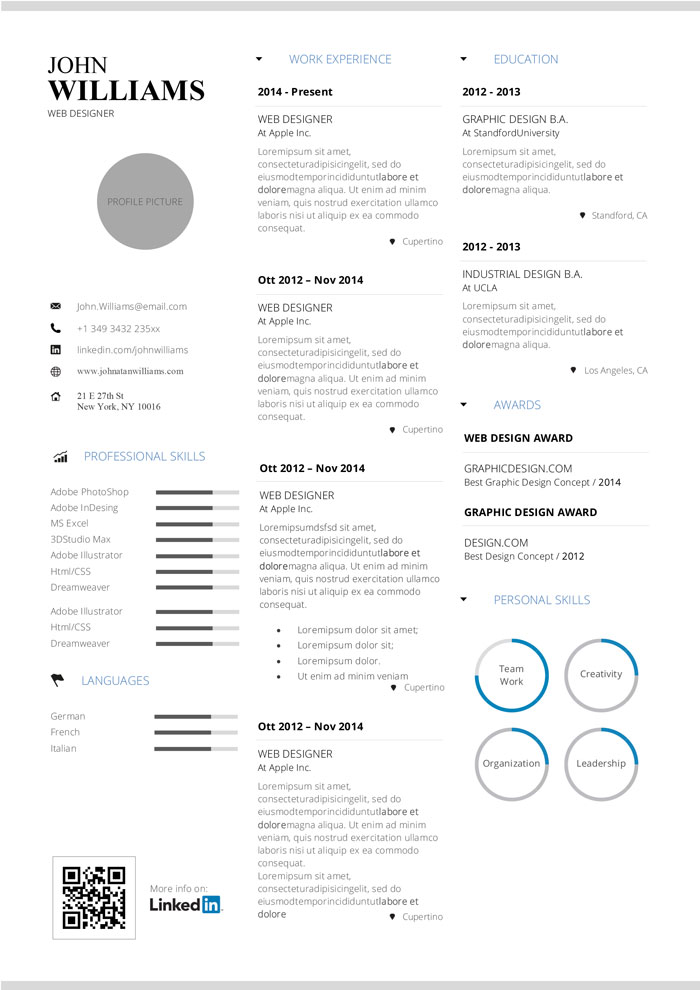 JOHN
WILLIAMS
WEB DESIGNER
PROFILE PICTURE
John.Williams@email.com
+1 349 3432 235xx
linkedin.com/johnwilliams
www.johnatanwilliams.com
21 E 27th St
New York, NY 10016
PROFESSIONAL SKILLS
Adobe PhotoShop
Adobe InDesing
MS Excel
3DStudio Max
Adobe Illustrator
Html/CSS
Dreamweaver
Adobe Illustrator
Html/CSS
Dreamweaver
LANGUAGES
German
French
Italian
More info on:
Linked in
WORK EXPERIENCE
2014 - Present
WEB DESIGNER
At Apple Inc.
Loremipsum sit amet,
consecteturadipisicingelit, sed do
eiusmodtemporincididuntutlabore et
doloremagna aliqua. Ut enim ad minim
veniam, quis nostrud exercitation ullamco
laboris nisi ut aliquip ex ea commodo
consequat.
Cupertino
Ott 2012 – Nov 2014
WEB DESIGNER
At Apple Inc.
Loremipsum sit amet,
consecteturadipisicingelit, sed do
eiusmodtemporincididuntutlabore et
doloremagna aliqua. Ut enim ad minim
veniam, quis nostrud exercitation ullamco
laboris nisi ut aliquip ex ea commodo
consequat.
Cupertino
Ott 2012 – Nov 2014
WEB DESIGNER
At Apple Inc.
Loremipsumdsfsd sit amet,
consecteturadipisicingelit, sed do
eiusmodtemporincididuntutlabore et
doloremagna aliqua. Ut enim ad minim
veniam, quis nostrud exercitation ullamco
laboris nisi ut aliquip ex ea commodo
consequat.
• Loremipsum dolor sit amet;
• Loremipsum dolor sit;
• Loremipsum dolor.
• Ut enim ad minim veniam
Cupertino
Ott 2012 – Nov 2014
WEB DESIGNER
At Apple Inc.
Loremipsum sit amet,
consecteturadipisicingelit, sed do
eiusmodtemporincididuntutlabore et
doloremagna aliqua. Ut enim ad minim
veniam, quis nostrud exercitation ullamco
laboris nisi ut aliquip ex ea commodo
consequat.
Loremipsum sit amet,
consecteturadipisicingelit, sed do
eiusmodtemporincididuntutlabore et
dolore
Cupertino
EDUCATION
2012 - 2013
GRAPHIC DESIGN B.A.
At StandfordUniversity
Loremipsum sit amet,
consecteturadipisicingelit, sed do
eiusmodtemporincididuntutlabore et
doloremagna aliqua.
Standford, CA
2012 - 2013
INDUSTRIAL DESIGN B.A.
At UCLA
Loremipsum sit amet,
consecteturadipisicingelit, sed do
eiusmodtemporincididuntutlabore et
doloremagna aliqua.
Los Angeles, CA
AWARDS
WEB DESIGN AWARD
GRAPHICDESIGN.COM
Best Graphic Design Concept / 2014
GRAPHIC DESIGN AWARD
DESIGN.COM
Best Design Concept / 2012
PERSONAL SKILLS
Team
Work
Creativity
Organization
Leadership